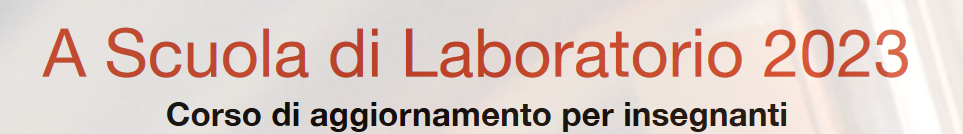 A Scuola di Laboratorio 2023
Corso di aggiornamento per insegnanti